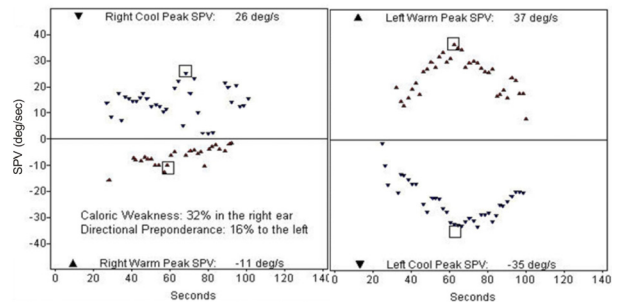 Right Cool Peak SPV: 26 deg/s
Left Warm Peak SPV: 37 deg/s
40
30
20
10
0
-10
-20
-30
-40
SPV (deg/sec)
Caloric Weakness: 32% in the right ear
Directional Preponderance: 16% to the left
Right Warm Peak SPV: -11 deg/s
Left Cool Peak SPV: -35 deg/s
0 20 40 60 80 100 120 140
0 20 40 60 80 100 120 140
Seconds
Seconds